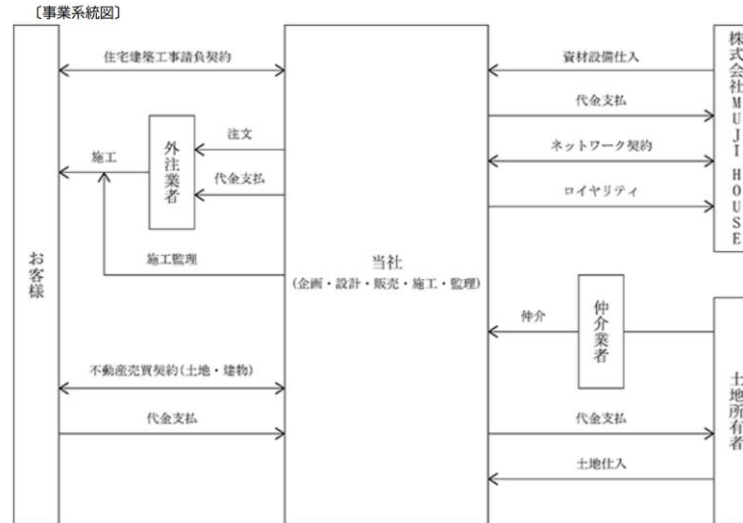 〔事業系統図〕
お客様
住宅建築工事請負契約
外注業者
注文
代金支払
施工
施工監理
不動産売買契約(土地・建物)
代金支払
当社
(企画・設計・販売・施工・監理)
資材設備仕入
代金支払
ネットワーク契約
ロイヤリティ
株式会社MUJI HOUSE
仲介
仲介業者
代金支払
土地仕入
土地所有者